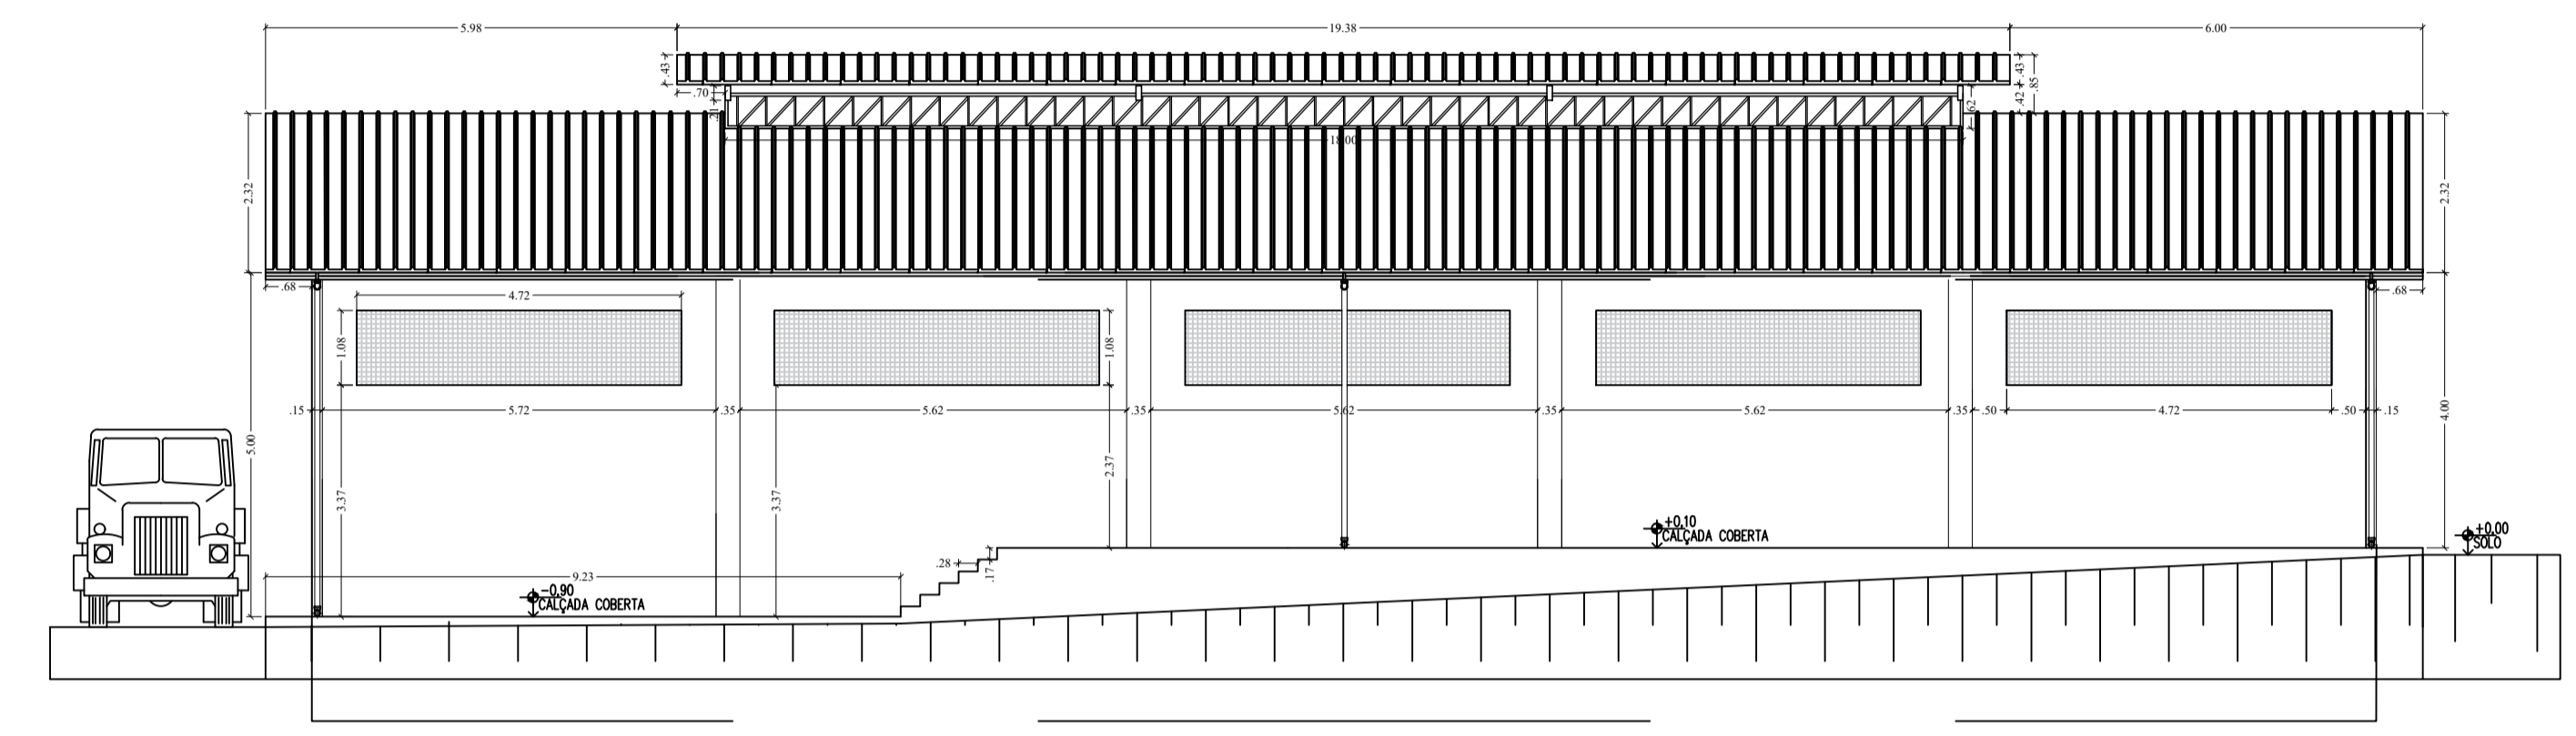 5.98 19.38 6.00
.43 .43 .85
.70 .42 .62
.21
18.00
2.32 2.32
.68 4.72 .68
1.08 1.08
.15 5.72 .35 5.62 .35 5.62 .35 5.62 .35 .50 4.72 .50 .15
5.00 4.00
3.37 3.37 2.37
+0,10
CALÇADA COBERTA
+0.00
SOLO
.28 .17
9.23
-0,90
CALÇADA COBERTA